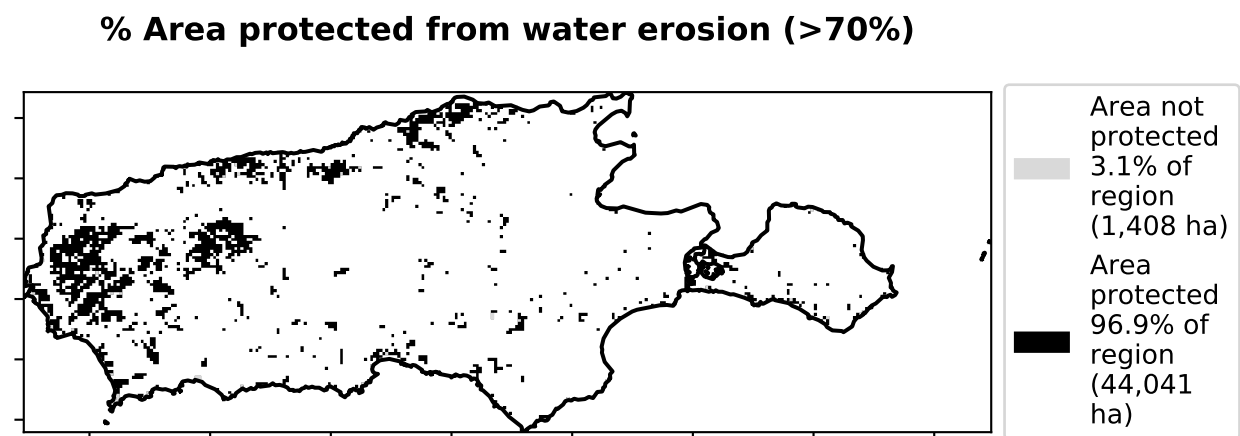 % Area protected from water erosion (>70%)
Area not
protected
3.1% of
region
(1,408 ha)
Area
protected
96.9% of
region
(44,041
ha)